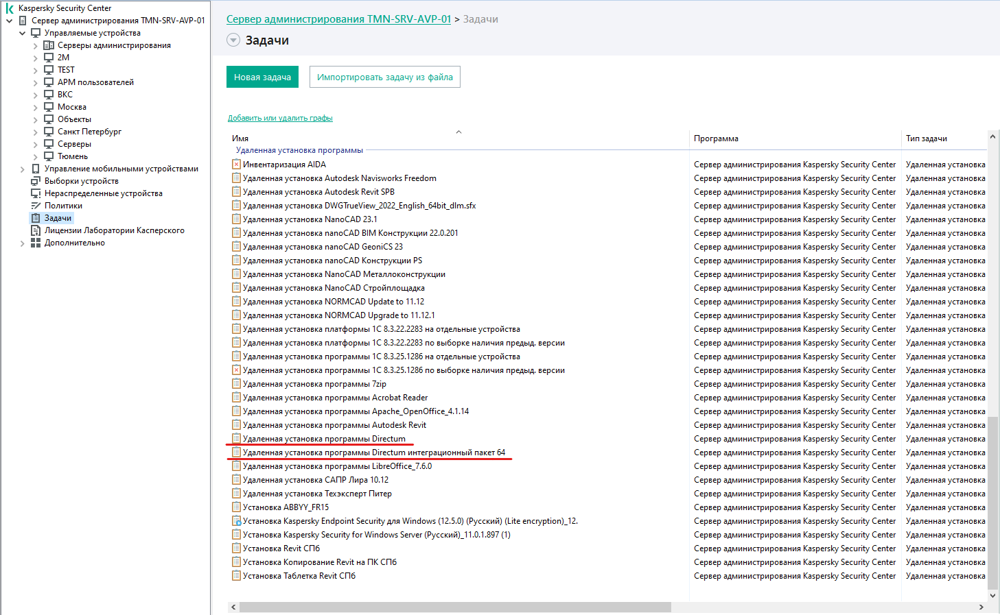 Kaspersky Security Center
Сервер администрирования TMN-SRV-AVP-01
Управляемые устройства
Серверы администрирования
2M
TEST
АРМ пользователей
ВКС
Москва
Объекты
Санкт Петербург
Серверы
Тюмень
Управление мобильными устройствами
Выборки устройств
Нераспределенные устройства
Политики
Задачи
Лицензии Лаборатории Касперского
Дополнительно
Сервер администрирования TMN-SRV-AVP-01 > Задачи
Задачи
Новая задача Импортировать задачу из файла
Добавить или удалить графы
Имя Программа Тип задачи
Удаленная установка программы
Инвентаризация AIDA Сервер администрирования Kaspersky Security Center Удаленная установка
Удаленная установка Autodesk Navisworks Freedom Сервер администрирования Kaspersky Security Center Удаленная установка
Удаленная установка Autodesk Revit SPB Сервер администрирования Kaspersky Security Center Удаленная установка
Удаленная установка DWGTrueView_2022_English_64bit_dlm.sfx Сервер администрирования Kaspersky Security Center Удаленная установка
Удаленная установка NanoCAD 23.1 Сервер администрирования Kaspersky Security Center Удаленная установка
Удаленная установка nanoCAD BIM Конструкции 22.0.201 Сервер администрирования Kaspersky Security Center Удаленная установка
Удаленная установка nanoCAD GeoniCS 23 Сервер администрирования Kaspersky Security Center Удаленная установка
Удаленная установка nanoCAD Конструкции PS Сервер администрирования Kaspersky Security Center Удаленная установка
Удаленная установка NanoCAD Металлоконструкции Сервер администрирования Kaspersky Security Center Удаленная установка
Удаленная установка NanoCAD Стройплощадка Сервер администрирования Kaspersky Security Center Удаленная установка
Удаленная установка NORMCAD Update to 11.12 Сервер администрирования Kaspersky Security Center Удаленная установка
Удаленная установка NORMCAD Upgrade to 11.12.1 Сервер администрирования Kaspersky Security Center Удаленная установка
Удаленная установка платформы 1С 8.3.22.2283 на отдельные устройства Сервер администрирования Kaspersky Security Center Удаленная установка
Удаленная установка платформы 1С 8.3.22.2283 по выборке наличия предыд. версии Сервер администрирования Kaspersky Security Center Удаленная установка
Удаленная установка программы 1С 8.3.25.1286 на отдельные устройства Сервер администрирования Kaspersky Security Center Удаленная установка
Удаленная установка программы 1С 8.3.25.1286 по выборке наличия предыд. версии Сервер администрирования Kaspersky Security Center Удаленная установка
Удаленная установка программы 7zip Сервер администрирования Kaspersky Security Center Удаленная установка
Удаленная установка программы Acrobat Reader Сервер администрирования Kaspersky Security Center Удаленная установка
Удаленная установка программы Apache_OpenOffice_4.1.14 Сервер администрирования Kaspersky Security Center Удаленная установка
Удаленная установка программы Autodesk Revit Сервер администрирования Kaspersky Security Center Удаленная установка
Удаленная установка программы Directum Сервер администрирования Kaspersky Security Center Удаленная установка
Удаленная установка программы Directum интеграционный пакет 64 Сервер администрирования Kaspersky Security Center Удаленная установка
Удаленная установка программы LibreOffice_7.6.0 Сервер администрирования Kaspersky Security Center Удаленная установка
Удаленная установка САПР Лира 10.12 Сервер администрирования Kaspersky Security Center Удаленная установка
Удаленная установка Техэксперт Питер Сервер администрирования Kaspersky Security Center Удаленная установка
Установка ABBYY_FR15 Сервер администрирования Kaspersky Security Center Удаленная установка
Установка Kaspersky Endpoint Security для Windows (12.5.0) (Русский) (Lite encryption)_12. Сервер администрирования Kaspersky Security Center Удаленная установка
Установка Kaspersky Security for Windows Server (Русский)_11.0.1.897 (1) Сервер администрирования Kaspersky Security Center Удаленная установка
Установка Revit СПб Сервер администрирования Kaspersky Security Center Удаленная установка
Установка Копирование Revit на ПК СПб Сервер администрирования Kaspersky Security Center Удаленная установка
Установка Таблетка Revit СПб Сервер администрирования Kaspersky Security Center Удаленная установка